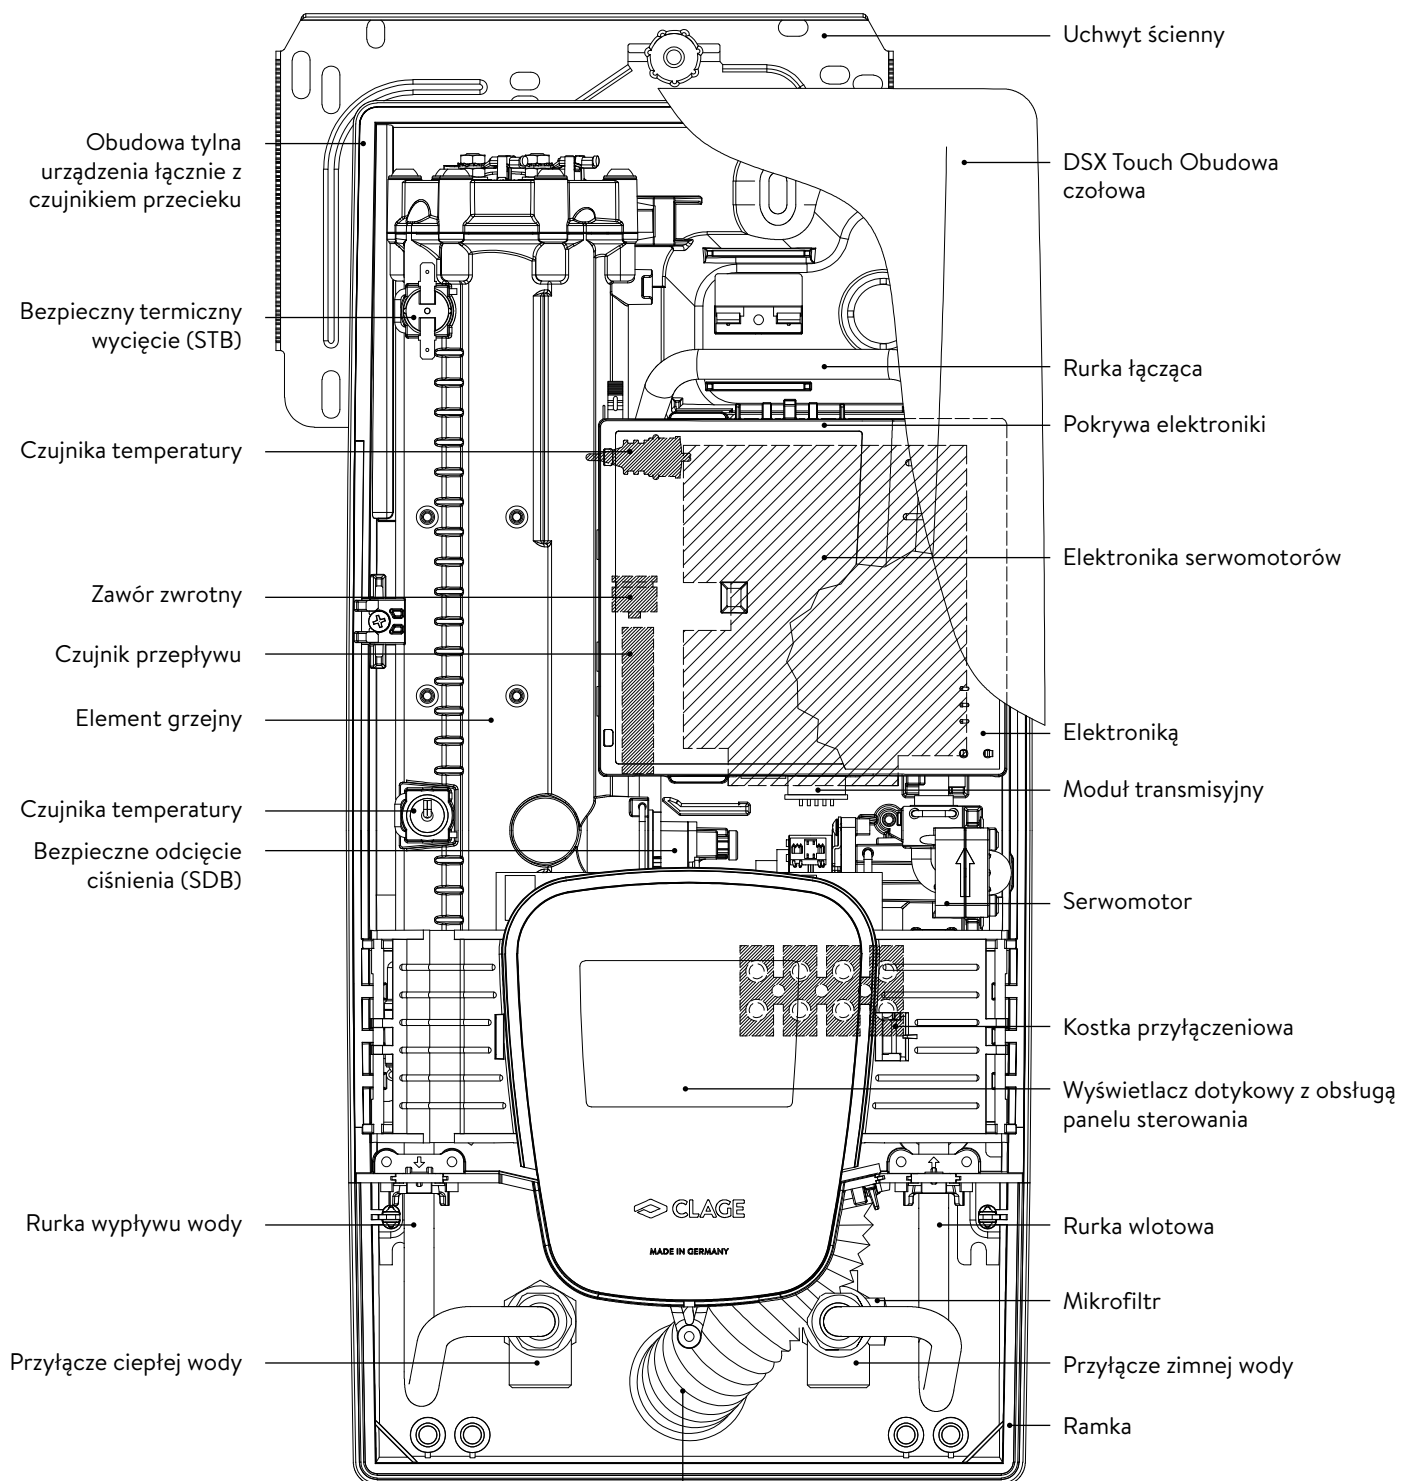 Uchwyt ścienny
Obudowa tylna
urządzenia łącznie z
czujnikiem przecieku
DSX Touch Obudowa
czołowa
Bezpieczny termiczny
wycięcie (STB)
Rurka łącząca
Pokrywa elektroniki
Czujnika temperatury
Elektronika serwomotorów
Zawór zwrotny
Czujnik przepływu
Element grzejny
Elektroniką
Moduł transmisyjny
Czujnika temperatury
Bezpieczne odcięcie
ciśnienia (SDB)
Serwomotor
Kostka przyłączeniowa
Wyświetlacz dotykowy z obsługą
panelu sterowania
CLAGE
MADE IN GERMANY
Rurka wypływu wody
Rurka wlotowa
Mikrofiltr
Przyłącze ciepłej wody
Przyłącze zimnej wody
Ramka